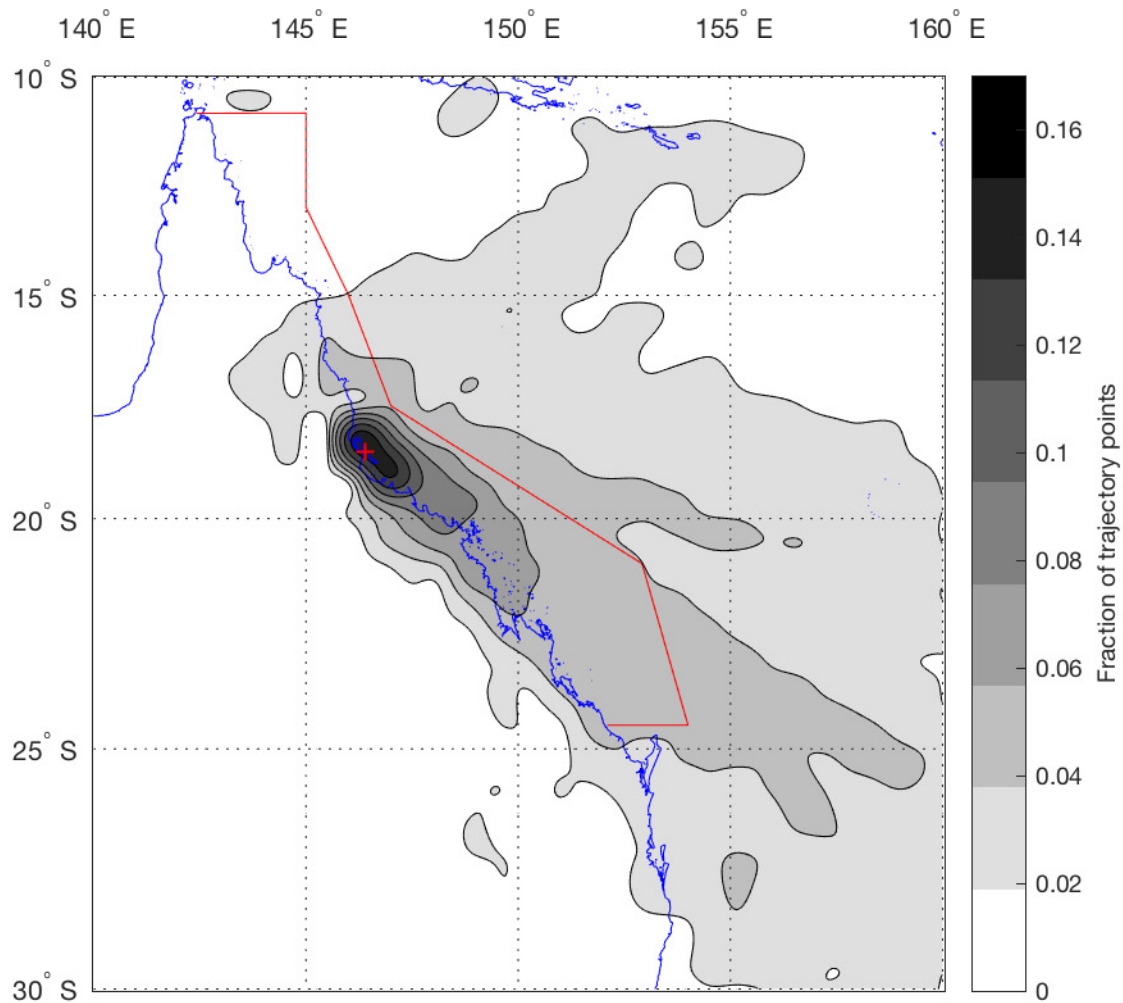 140° E 145° E 150° E 155° E 160° E
10° S
15° S
20° S
25° S
30° S
0.16
0.14
0.12
0.1
0.08
0.06
0.04
0.02
0
Fraction of trajectory points